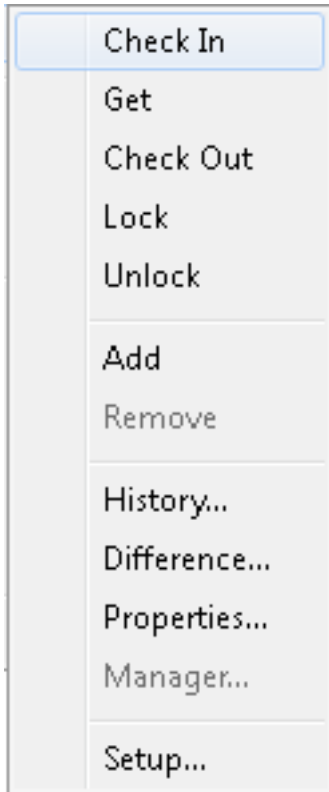 Check In
Get
Check Out
Lock
Unlock
Add
Remove
History...
Difference...
Properties...
Manager...
Setup...